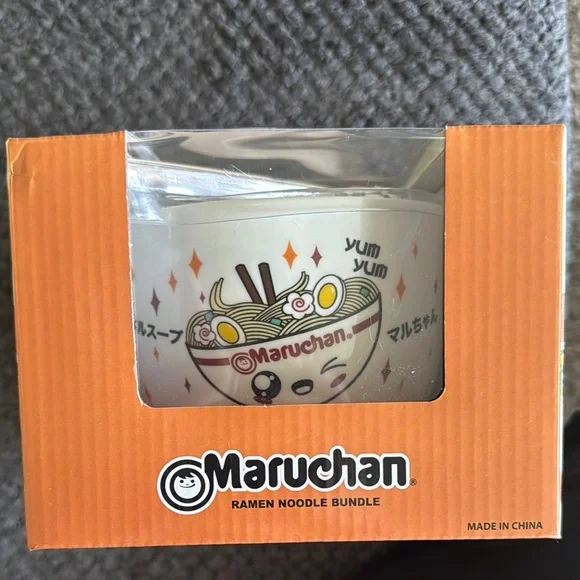 yum
yum
ルスープ
マルちゃん
Maruchan®
Maruchan®
RAMEN NOODLE BUNDLE
MADE IN CHINA